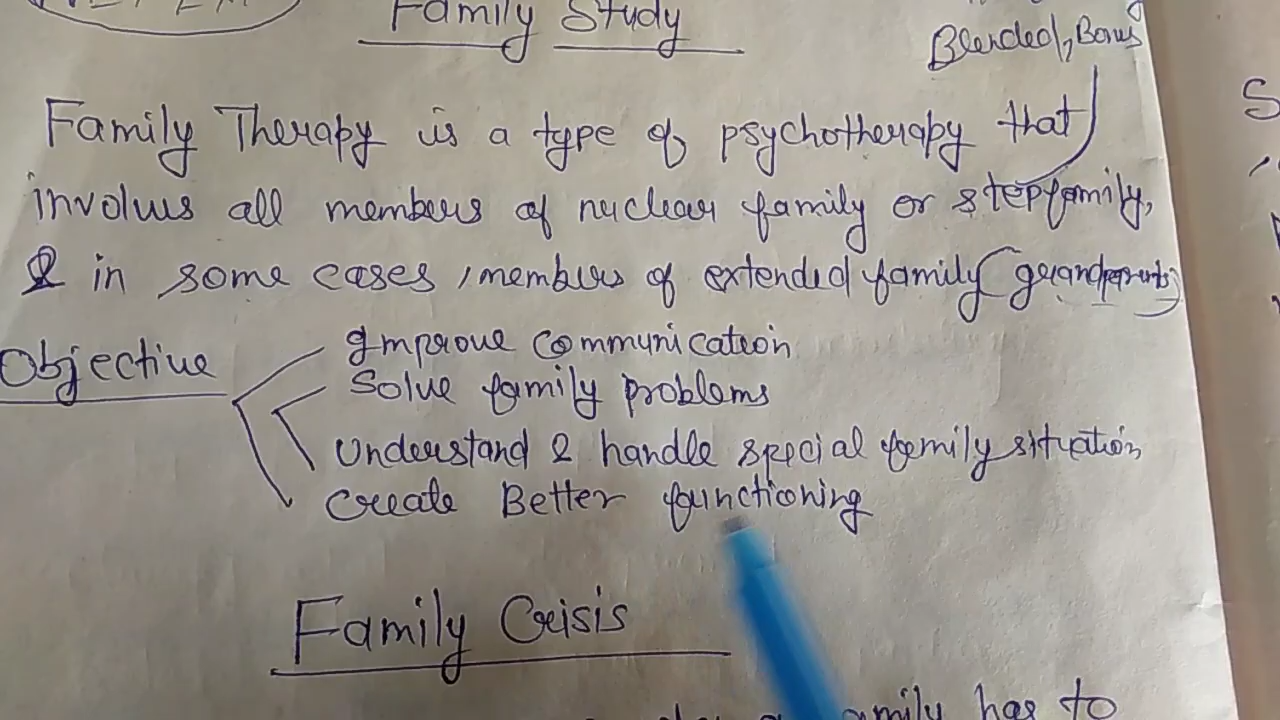 Family Study
Blended, Bonus
Family Therapy is a type of psychotherapy that
involves all members of nuclear family or stepfamily,
& in some cases, members of extended family (grandparents)
Objective
Improve communication
Solve family problems
Understand & handle special family situation
Create Better functioning
Family Crisis
family has to